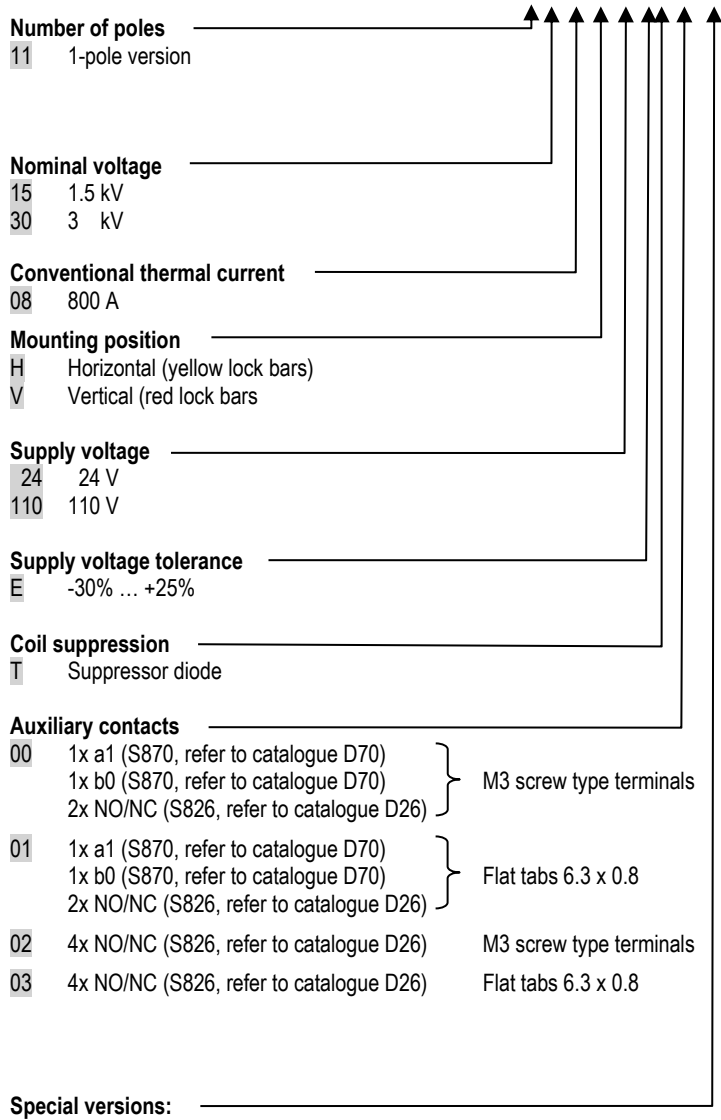 Number of poles
11 1-pole version
Nominal voltage
15 1.5 kV
30 3 kV
Conventional thermal current
08 800 A
Mounting position
H Horizontal (yellow lock bars)
V Vertical (red lock bars
Supply voltage
24 24 V
110 110 V
Supply voltage tolerance
E -30% … +25%
Coil suppression
T Suppressor diode
Auxiliary contacts
00 1x a1 (S870, refer to catalogue D70)
1x b0 (S870, refer to catalogue D70) M3 screw type terminals
2x NO/NC (S826, refer to catalogue D26)
01 1x a1 (S870, refer to catalogue D70)
1x b0 (S870, refer to catalogue D70) Flat tabs 6.3 x 0.8
2x NO/NC (S826, refer to catalogue D26)
02 4x NO/NC (S826, refer to catalogue D26) M3 screw type terminals
03 4x NO/NC (S826, refer to catalogue D26) Flat tabs 6.3 x 0.8
Special versions: